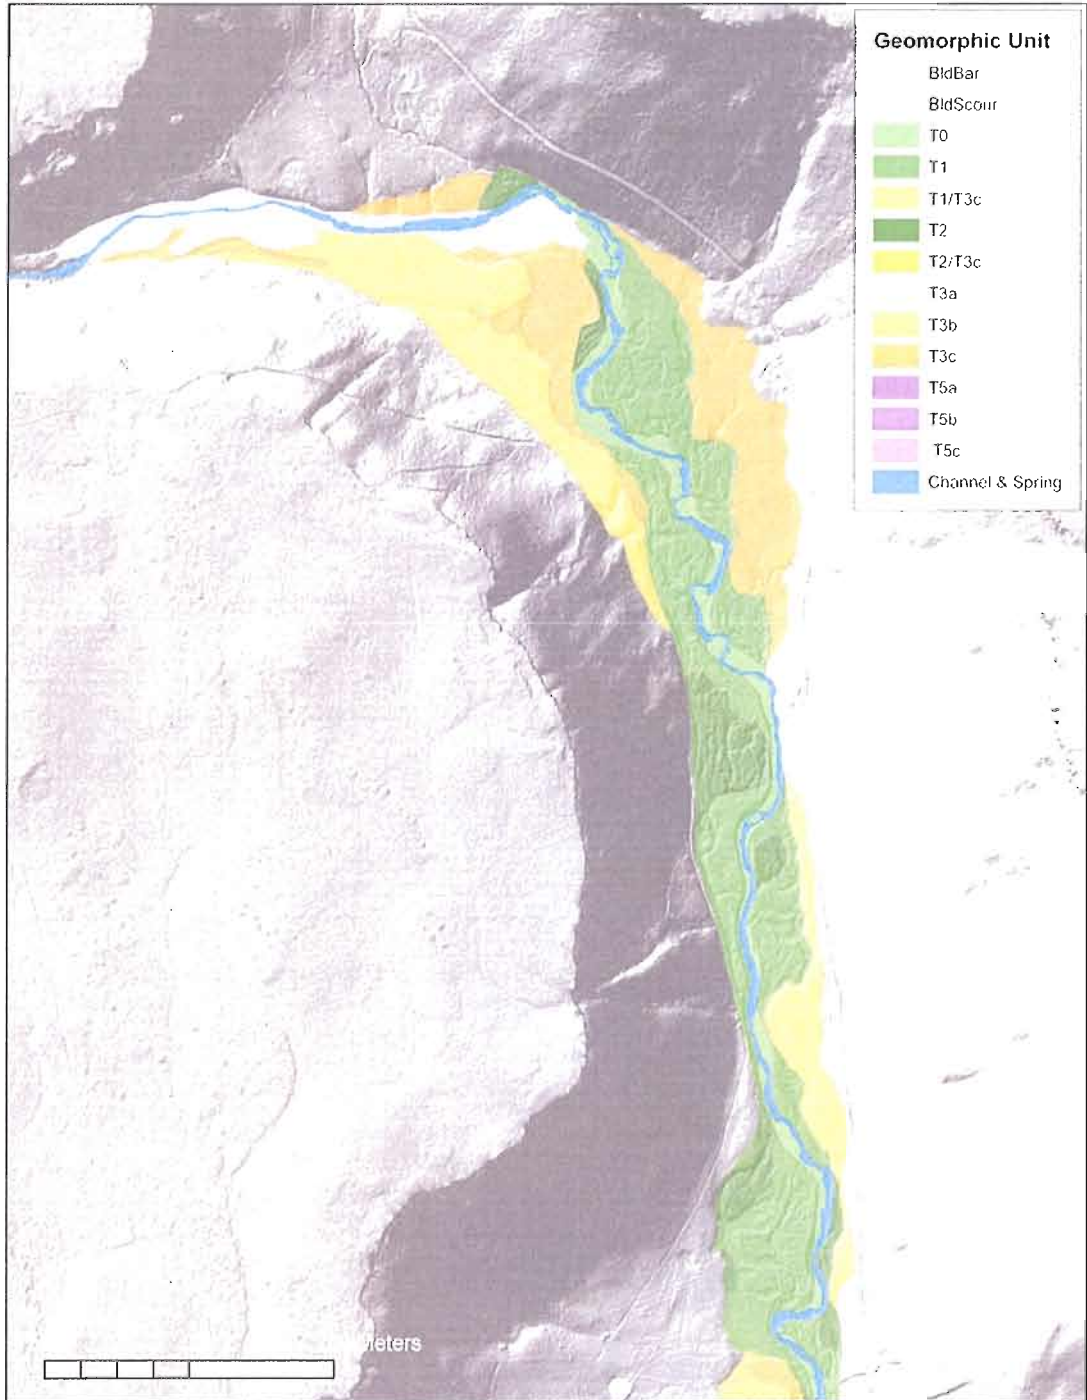 Geomorphic Unit
BldBar
BldScour
T0
T1
T1/T3c
T2
T2/T3c
T3a
T3b
T3c
T5a
T5b
T5c
Channel & Spring